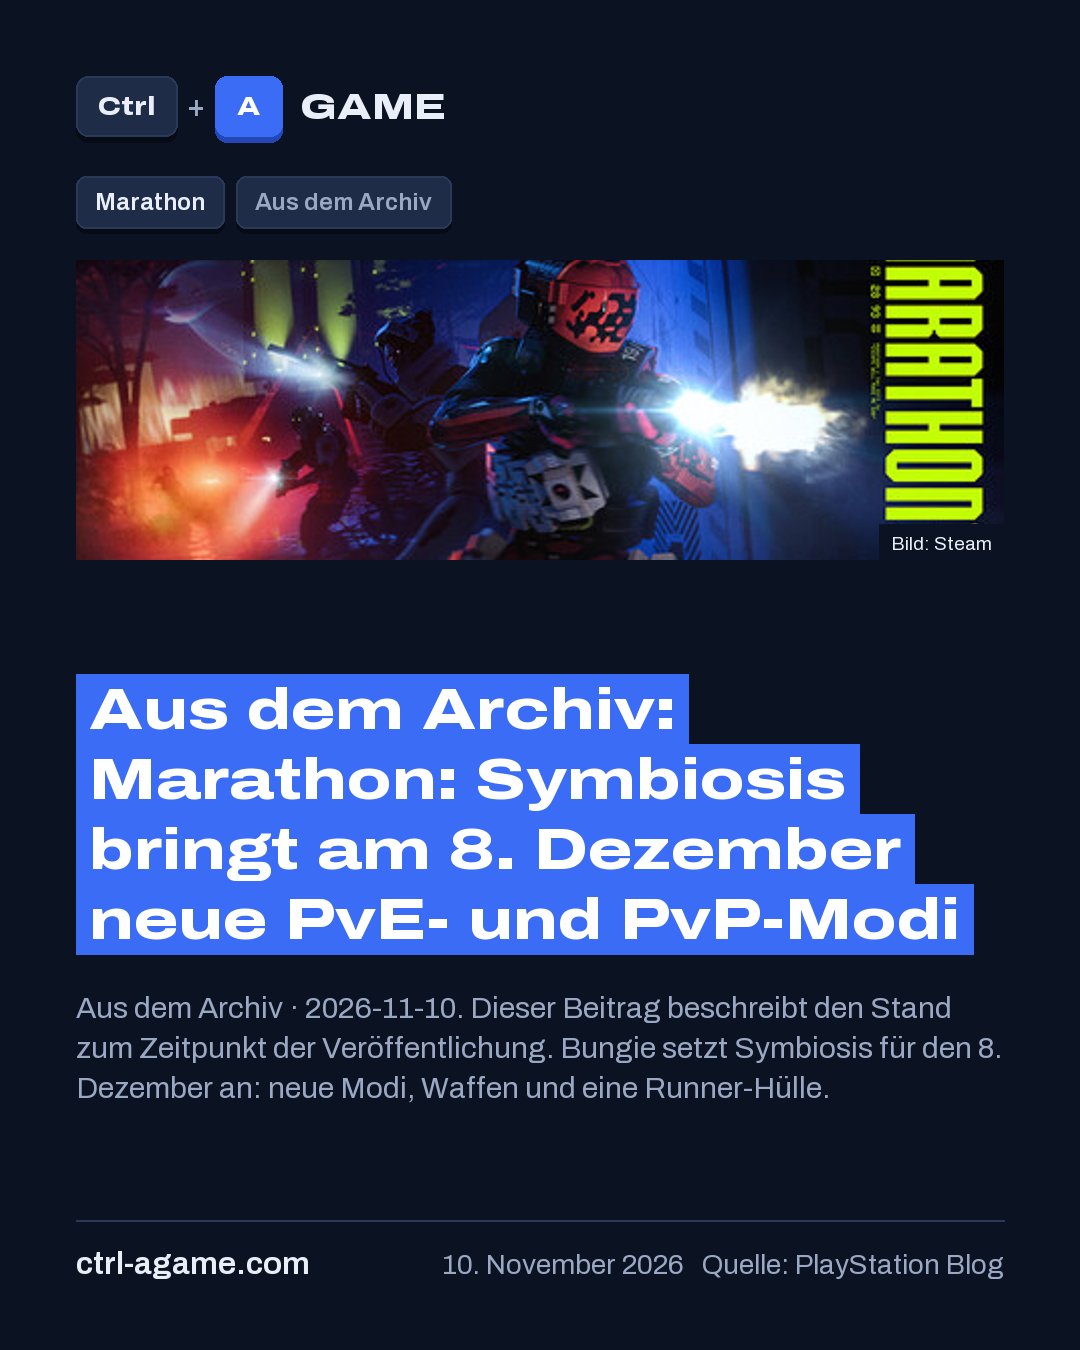 Ctrl + A GAME
Marathon Aus dem Archiv
ARATHON
Bild: Steam
Aus dem Archiv:
Marathon: Symbiosis
bringt am 8. Dezember
neue PvE- und PvP-Modi
Aus dem Archiv · 2026-11-10. Dieser Beitrag beschreibt den Stand
zum Zeitpunkt der Veröffentlichung. Bungie setzt Symbiosis für den 8.
Dezember an: neue Modi, Waffen und eine Runner-Hülle.
ctrl-agame.com 10. November 2026 Quelle: PlayStation Blog